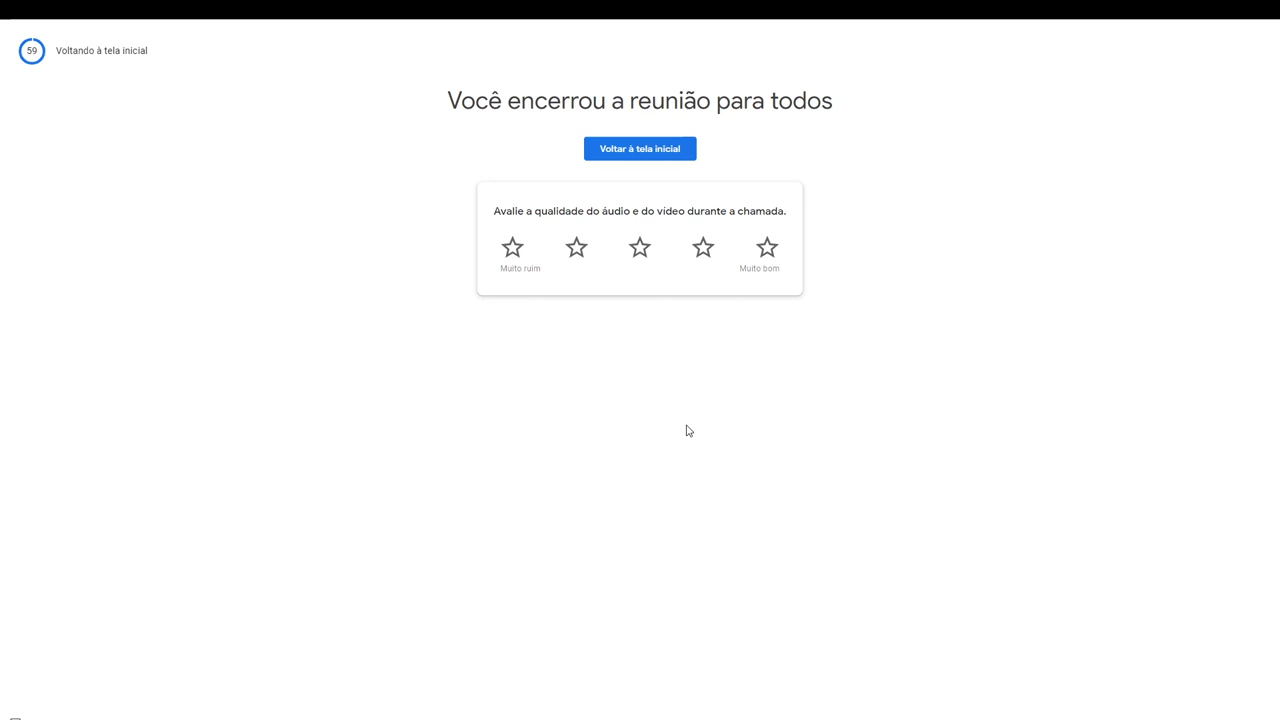 59 Voltando à tela inicial
Você encerrou a reunião para todos
Voltar à tela inicial
Avalie a qualidade do áudio e do vídeo durante a chamada.
Muito ruim Muito bom